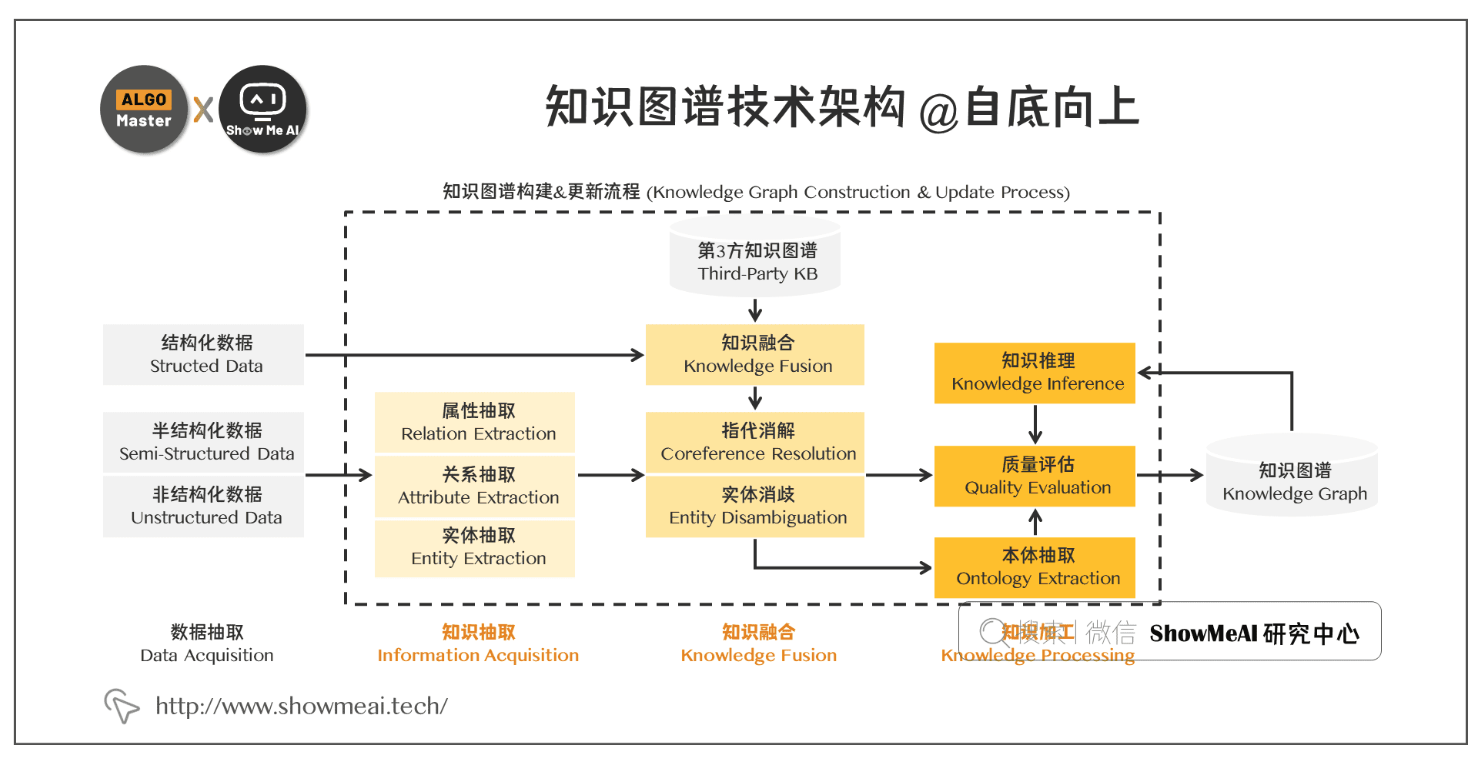 ALGO
Master
X
Show Me AI
知识图谱技术架构 @自底向上
知识图谱构建&更新流程 (Knowledge Graph Construction & Update Process)
第3方知识图谱
Third-Party KB
结构化数据
Structed Data
知识融合
Knowledge Fusion
知识推理
Knowledge Inference
属性抽取
Relation Extraction
半结构化数据
Semi-Structured Data
指代消解
Coreference Resolution
质量评估
Quality Evaluation
知识图谱
Knowledge Graph
关系抽取
Attribute Extraction
非结构化数据
Unstructured Data
实体消歧
Entity Disambiguation
实体抽取
Entity Extraction
本体抽取
Ontology Extraction
数据抽取
Data Acquisition
知识抽取
Information Acquisition
知识融合
Knowledge Fusion
知识加工
Knowledge Processing
搜索 | 微信 ShowMeAI 研究中心
http://www.showmeai.tech/